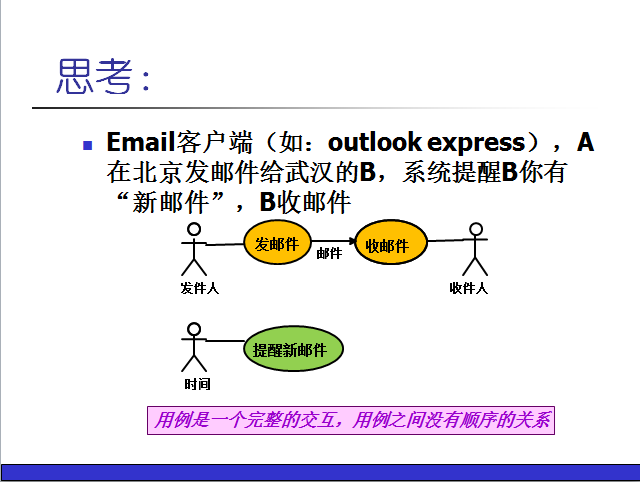 思考：
Email客户端（如：outlook express），A
在北京发邮件给武汉的B，系统提醒B你有
“新邮件”，B收邮件
发邮件
邮件
收邮件
发件人
收件人
提醒新邮件
时间
用例是一个完整的交互，用例之间没有顺序的关系